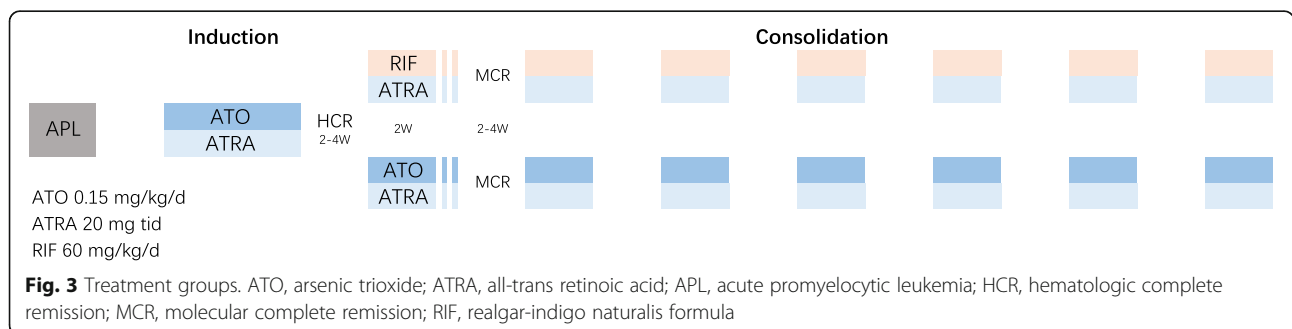 Induction
Consolidation
RIF
ATRA
MCR
APL
ATO
ATRA
HCR
2-4W
2W
2-4W
ATO
ATRA
MCR
ATO 0.15 mg/kg/d
ATRA 20 mg tid
RIF 60 mg/kg/d
Fig. 3 Treatment groups. ATO, arsenic trioxide; ATRA, all-trans retinoic acid; APL, acute promyelocytic leukemia; HCR, hematologic complete
remission; MCR, molecular complete remission; RIF, realgar-indigo naturalis formula